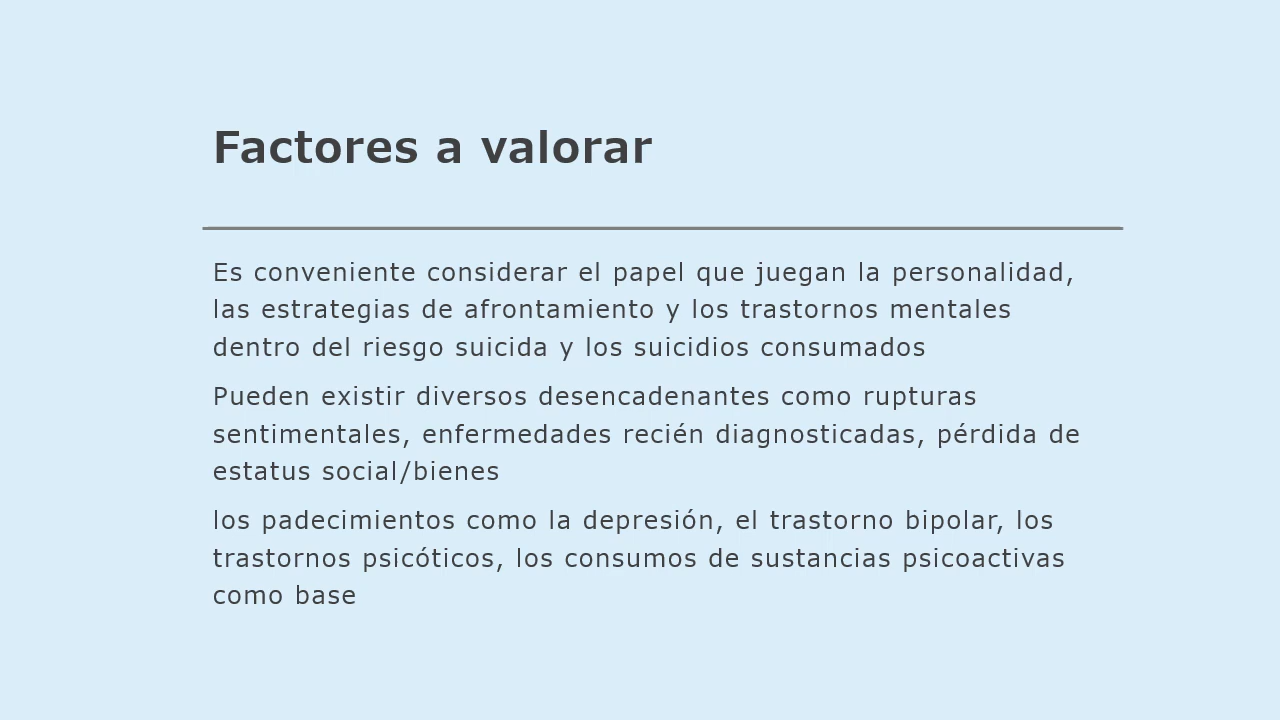 Factores a valorar
Es conveniente considerar el papel que juegan la personalidad,
las estrategias de afrontamiento y los trastornos mentales
dentro del riesgo suicida y los suicidios consumados
Pueden existir diversos desencadenantes como rupturas
sentimentales, enfermedades recién diagnosticadas, pérdida de
estatus social/bienes
los padecimientos como la depresión, el trastorno bipolar, los
trastornos psicóticos, los consumos de sustancias psicoactivas
como base